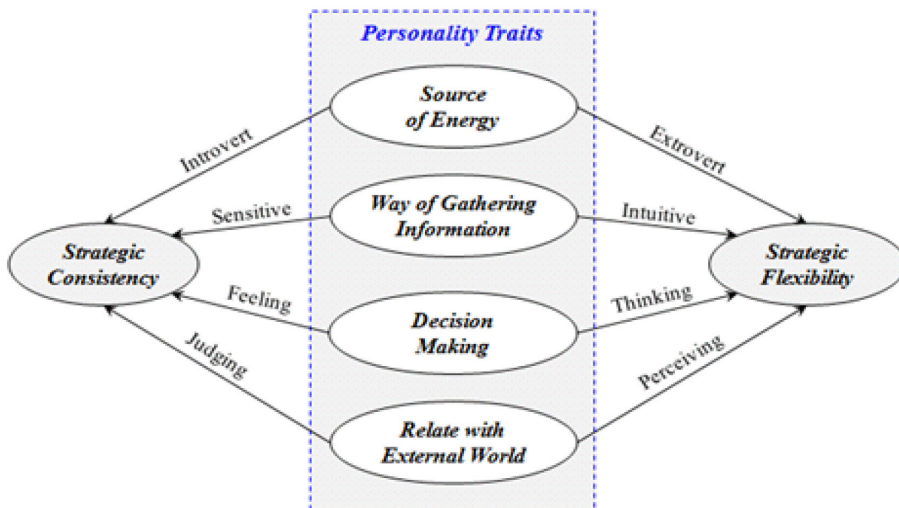 Personality Traits
Source
of Energy
Introvert
Extrovert
Sensitive
Way of Gathering
Information
Intuitive
Strategic
Consistency
Strategic
Flexibility
Feeling
Decision
Making
Thinking
Judging
Perceiving
Relate with
External World